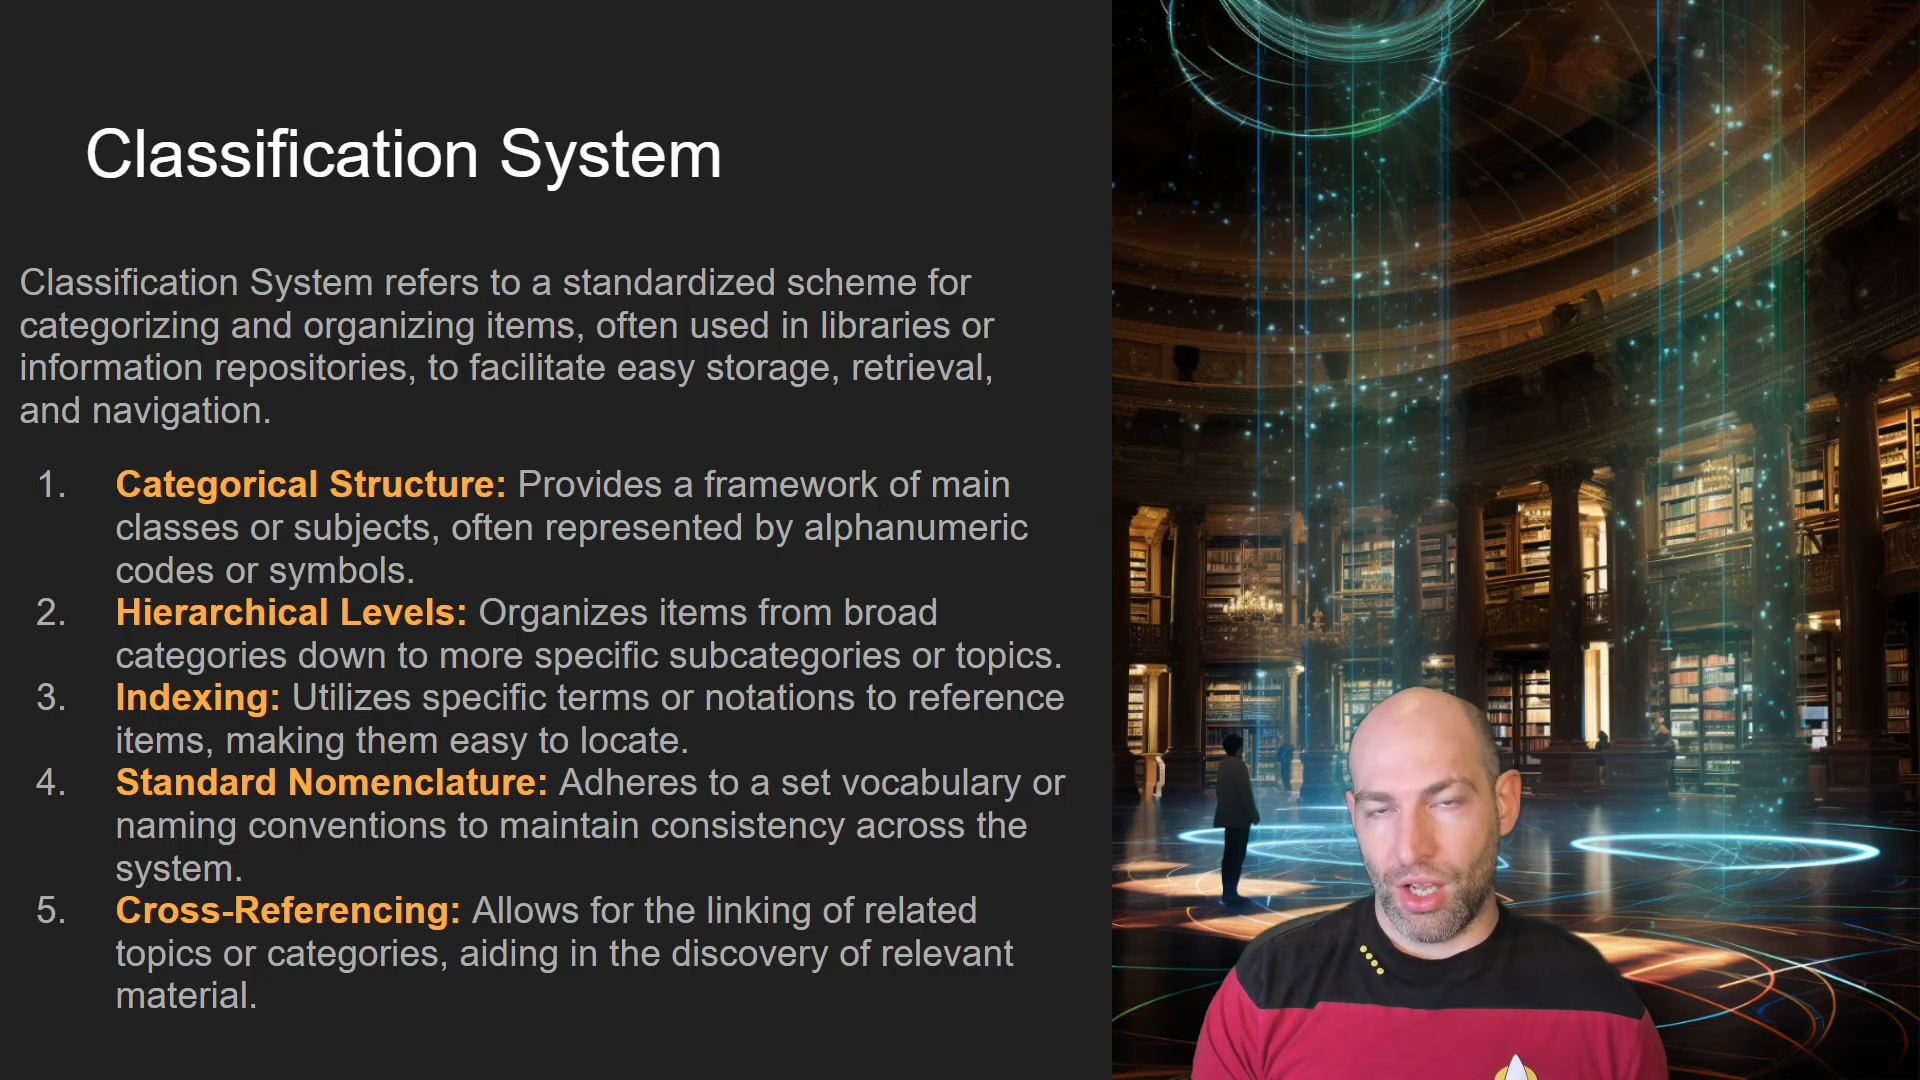 Classification System
Classification System refers to a standardized scheme for
categorizing and organizing items, often used in libraries or
information repositories, to facilitate easy storage, retrieval,
and navigation.
1. Categorical Structure: Provides a framework of main
classes or subjects, often represented by alphanumeric
codes or symbols.
2. Hierarchical Levels: Organizes items from broad
categories down to more specific subcategories or topics.
3. Indexing: Utilizes specific terms or notations to reference
items, making them easy to locate.
4. Standard Nomenclature: Adheres to a set vocabulary or
naming conventions to maintain consistency across the
system.
5. Cross-Referencing: Allows for the linking of related
topics or categories, aiding in the discovery of relevant
material.